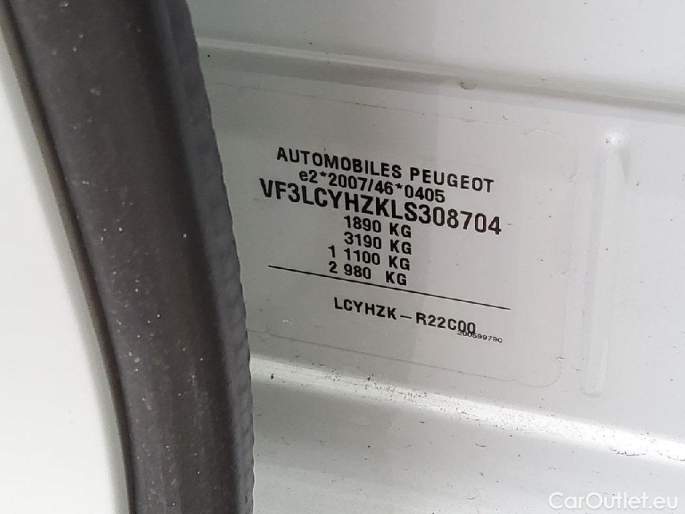 AUTOMOBILES PEUGEOT
e2*2007/46*0405
VF3LCYHZKLS308704
1890 KG
3190 KG
1 1100 KG
2 980 KG
LCYHZK – R22C00
200599790
CarOutlet.eu